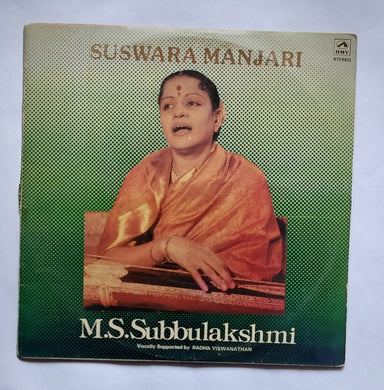 SUSWARA MANJARI
HMV
STEREO
M.S.Subbulakshmi
Vocally Supported by RADHA VISWANATHAN